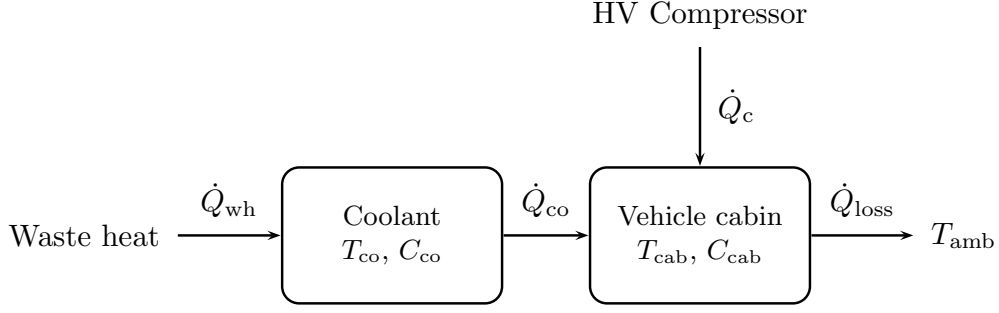 HV Compressor
Q̇c
Q̇wh
Q̇co
Q̇loss
Waste heat
Coolant
Tco, Cco
Vehicle cabin
Tcab, Ccab
Tamb